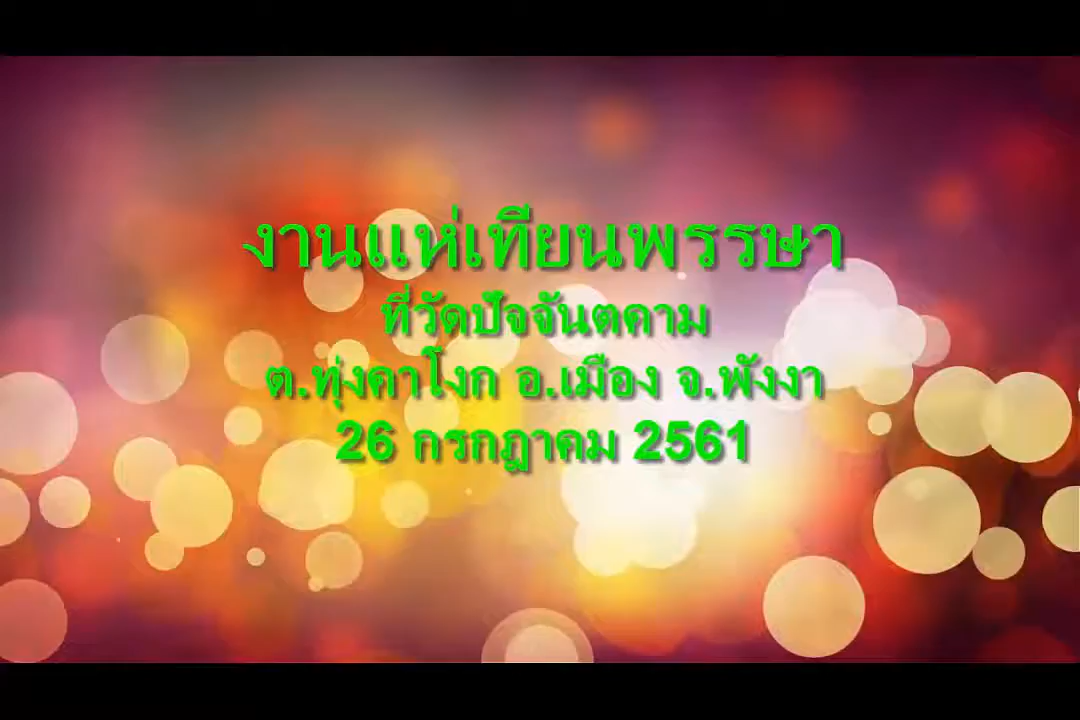 งานแห่เทียนพรรษา
ที่วัดปัจจันตคาม
ต.ทุ่งคาโงก อ.เมือง จ.พังงา
26 กรกฎาคม 2561